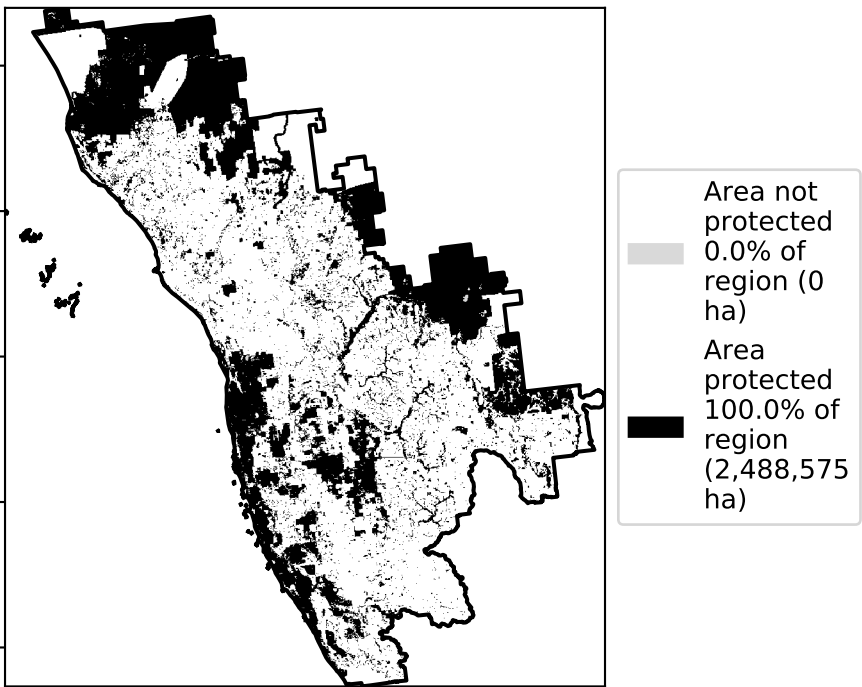 Area not
protected
0.0% of
region (0
ha)
Area
protected
100.0% of
region
(2,488,575
ha)